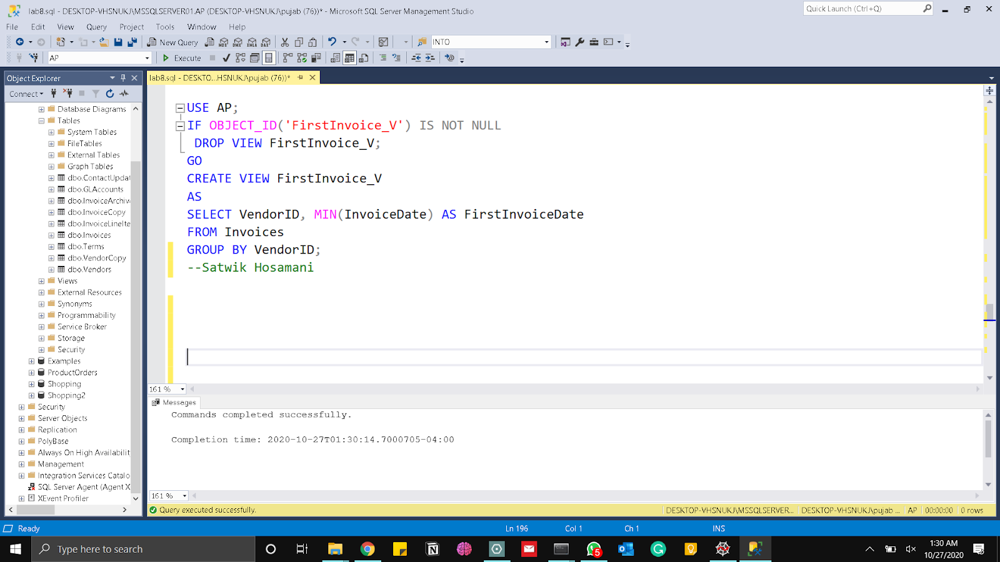 lab8.sql - DESKTOP-VHSNUKJ\MSSQLSERVER01.AP (DESKTOP-VHSNUKJ\pujab (76))* - Microsoft SQL Server Management Studio
Quick Launch (Ctrl+Q)
File Edit View Query Project Tools Window Help
New Query MDX DMX XMLA DAX INTO
AP Execute
Object Explorer
lab8.sql - DESKTO...HSNUKJ\pujab (76))*
Connect
Database Diagrams
Tables
System Tables
FileTables
External Tables
Graph Tables
dbo.ContactUpdat
dbo.GLAccounts
dbo.InvoiceArchiv
dbo.InvoiceCopy
dbo.InvoiceLineIte
dbo.Invoices
dbo.Terms
dbo.VendorCopy
dbo.Vendors
Views
External Resources
Synonyms
Programmability
Service Broker
Storage
Security
Examples
ProductOrders
Shopping
Shopping2
Security
Server Objects
Replication
PolyBase
Always On High Availabilit
Management
Integration Services Catalo
SQL Server Agent (Agent X
XEvent Profiler
USE AP;
IF OBJECT_ID('FirstInvoice_V') IS NOT NULL
DROP VIEW FirstInvoice_V;
GO
CREATE VIEW FirstInvoice_V
AS
SELECT VendorID, MIN(InvoiceDate) AS FirstInvoiceDate
FROM Invoices
GROUP BY VendorID;
--Satwik Hosamani
161 %
Messages
Commands completed successfully.
Completion time: 2020-10-27T01:30:14.7000705-04:00
161 %
Query executed successfully.
DESKTOP-VHSNUKJ\MSSQLSERVER... DESKTOP-VHSNUKJ\pujab ... AP 00:00:00 0 rows
Ready Ln 196 Col 1 Ch 1 INS
Type here to search
5
1:30 AM
10/27/2020